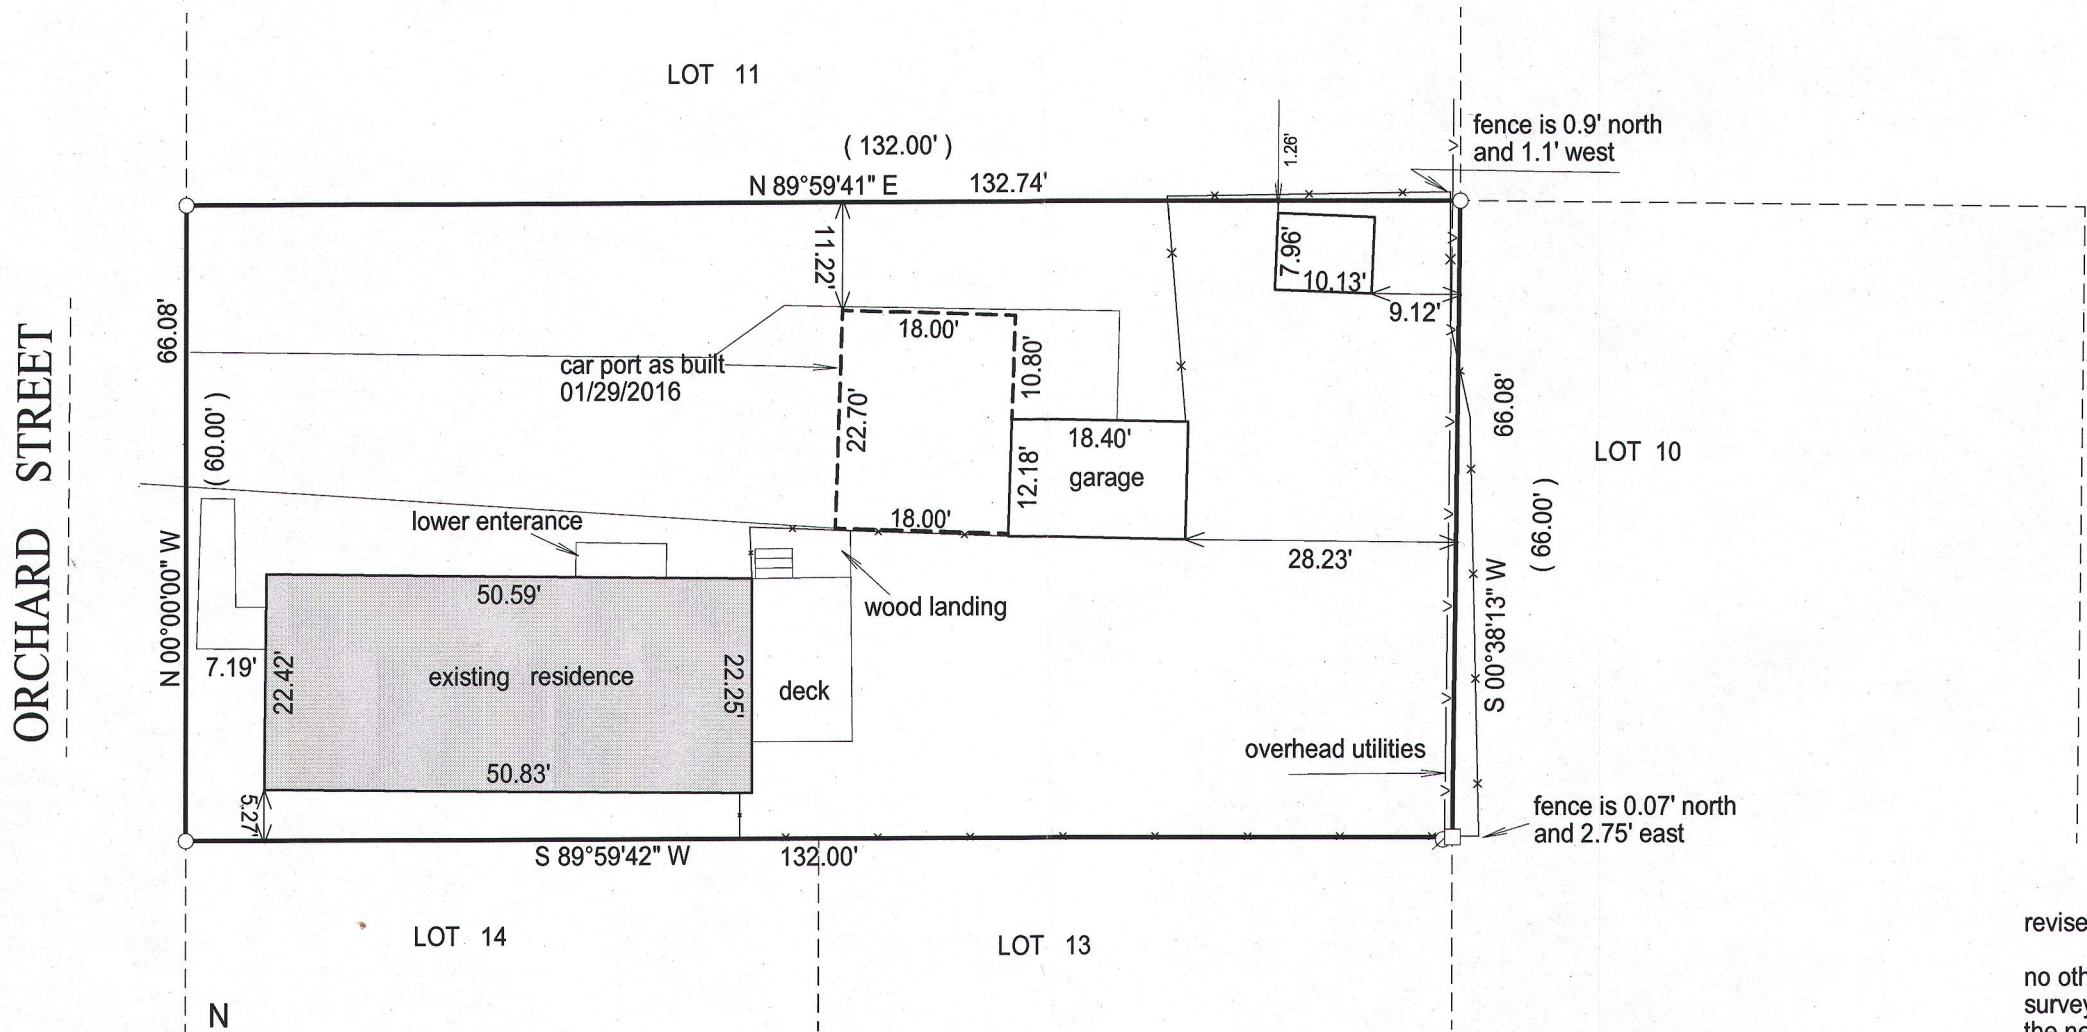 LOT 11
( 132.00' )
N 89°59'41" E 132.74'
1.26'
fence is 0.9' north
and 1.1' west
11.22'
7.96'
10.13'
9.12'
66.08'
( 60.00' )
N 00°00'00" W
ORCHARD STREET
car port as built
01/29/2016
18.00'
10.80'
22.70'
18.40'
12.18'
garage
18.00'
28.23'
66.08'
( 66.00' )
S 00°38'13" W
LOT 10
lower enterance
wood landing
50.59'
7.19'
22.42'
existing residence
22.25'
deck
50.83'
5.27'
overhead utilities
fence is 0.07' north
and 2.75' east
S 89°59'42" W 132.00'
LOT 14
LOT 13
N
revise
no oth
survey